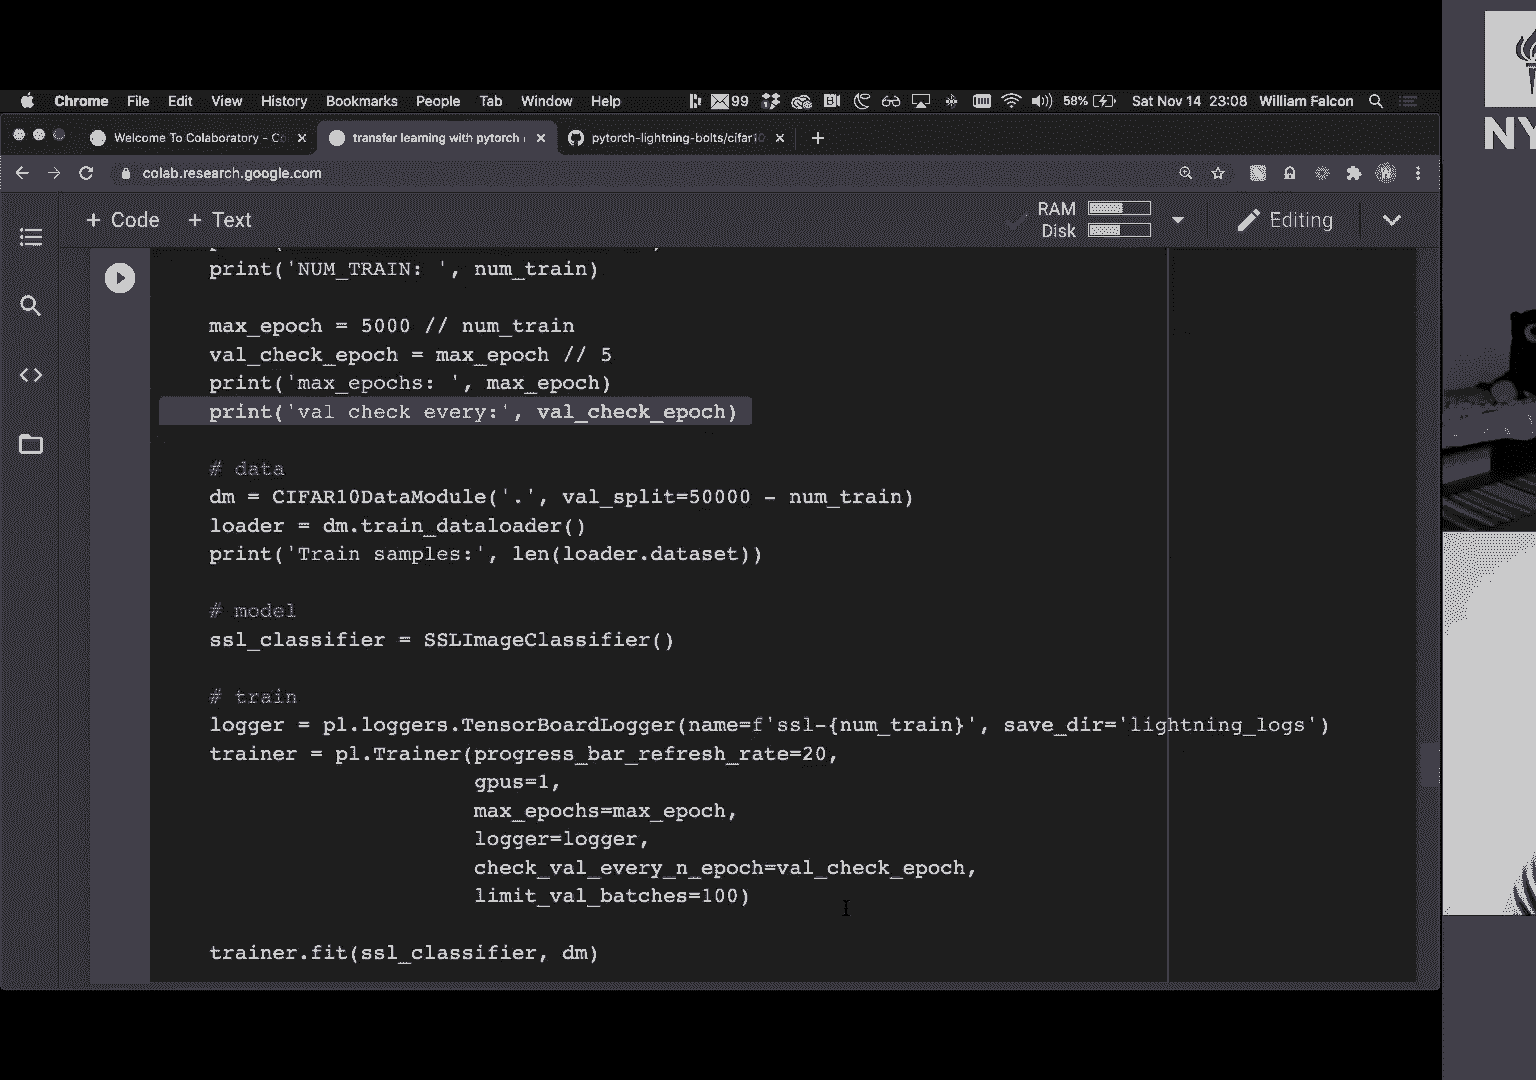 Chrome File Edit View History Bookmarks People Tab Window Help 99 58% Sat Nov 14 23:08 William Falcon
Welcome To Colaboratory - Co
transfer learning with pytorch
pytorch-lightning-bolts/cifar10
colab.research.google.com
+ Code + Text
RAM
Disk
Editing
NY
print('NUM_TRAIN: ', num_train)
max_epoch = 5000 // num_train
val_check_epoch = max_epoch // 5
print('max_epochs: ', max_epoch)
print('val check every:', val_check_epoch)
# data
dm = CIFAR10DataModule('.', val_split=50000 - num_train)
loader = dm.train_dataloader()
print('Train samples:', len(loader.dataset))
# model
ssl_classifier = SSLImageClassifier()
# train
logger = pl.loggers.TensorBoardLogger(name=f'ssl-{num_train}', save_dir='lightning_logs')
trainer = pl.Trainer(progress_bar_refresh_rate=20,
gpus=1,
max_epochs=max_epoch,
logger=logger,
check_val_every_n_epoch=val_check_epoch,
limit_val_batches=100)
trainer.fit(ssl_classifier, dm)